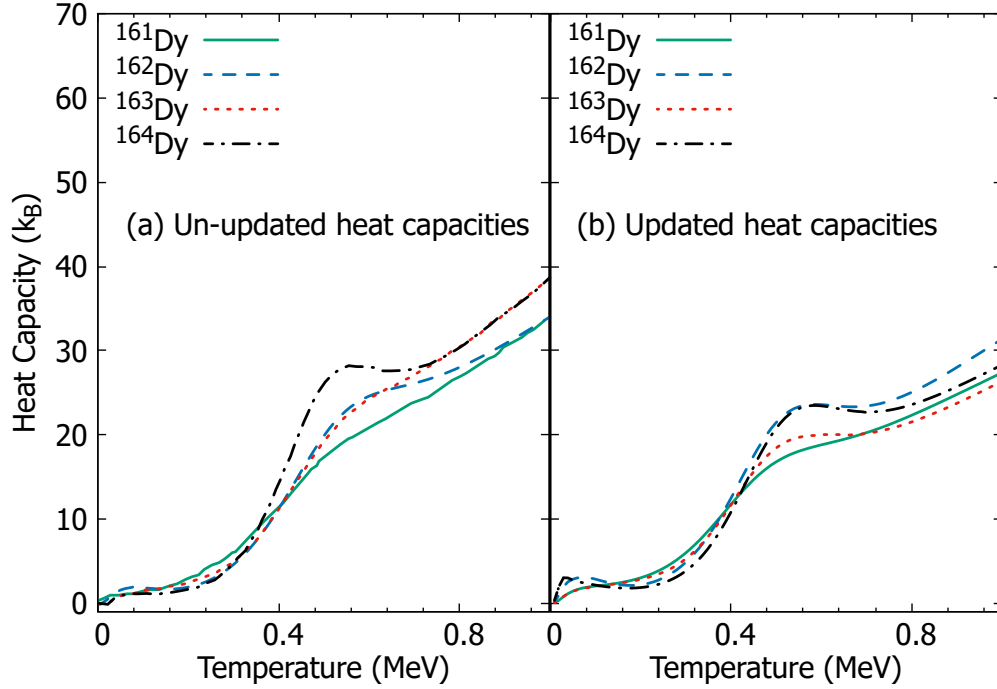 70
60
50
40
30
20
10
0
Heat Capacity (k_B)
¹⁶¹Dy
¹⁶²Dy
¹⁶³Dy
¹⁶⁴Dy
(a) Un-updated heat capacities
0 0.4 0.8
Temperature (MeV)
¹⁶¹Dy
¹⁶²Dy
¹⁶³Dy
¹⁶⁴Dy
(b) Updated heat capacities
0 0.4 0.8
Temperature (MeV)